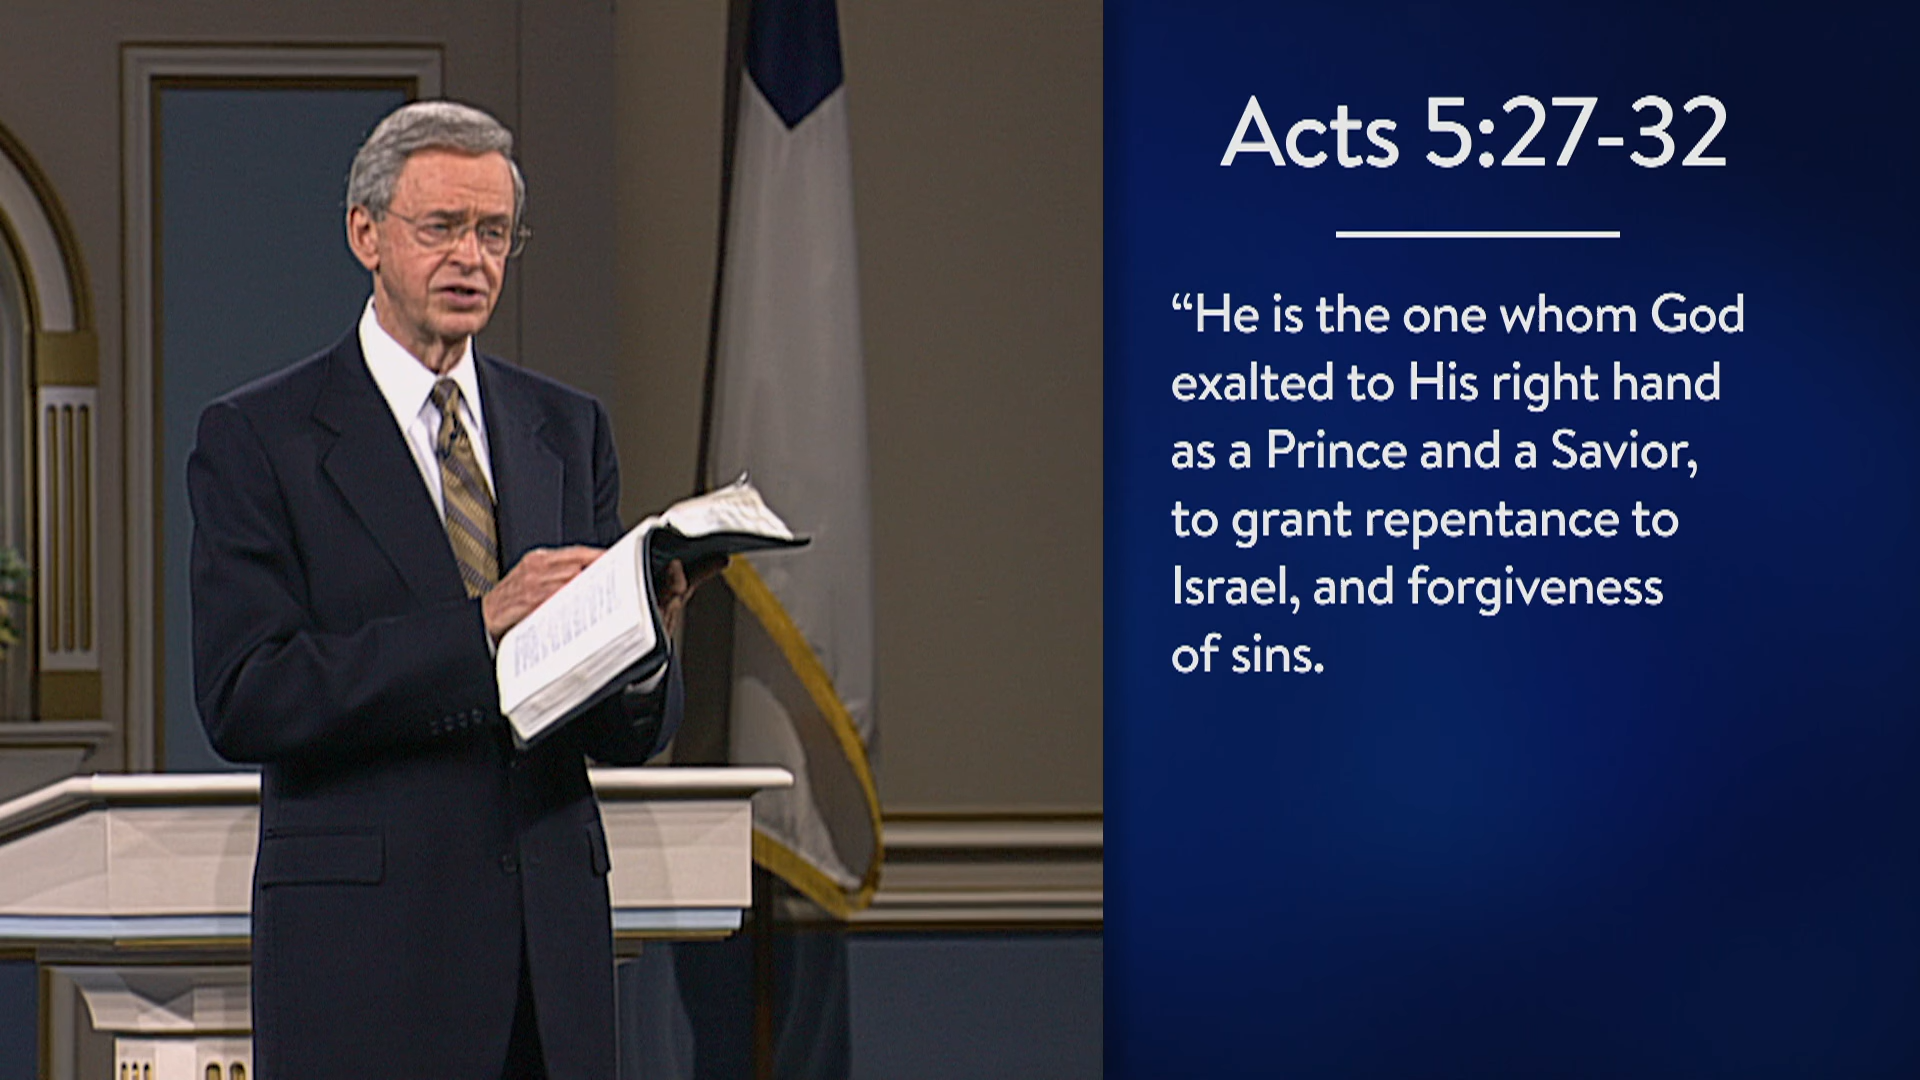 Acts 5:27-32
“He is the one whom God
exalted to His right hand
as a Prince and a Savior,
to grant repentance to
Israel, and forgiveness
of sins.